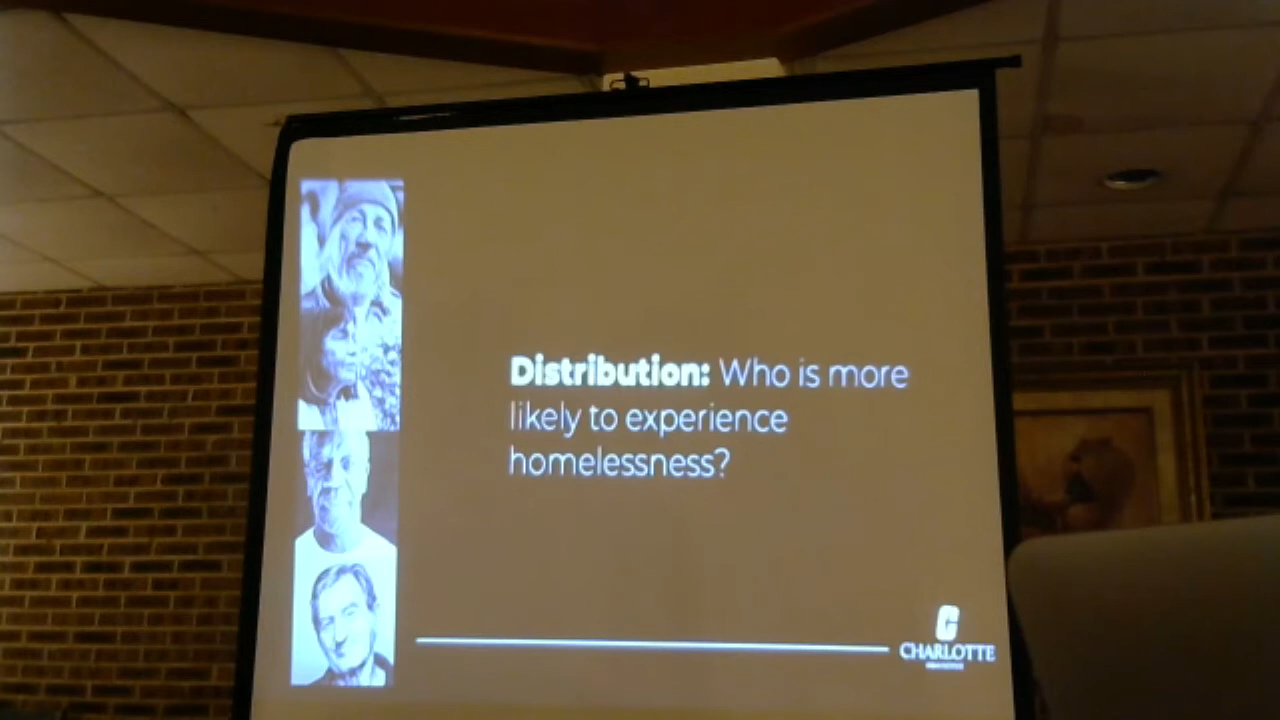 Distribution: Who is more
likely to experience
homelessness?
C
CHARLOTTE